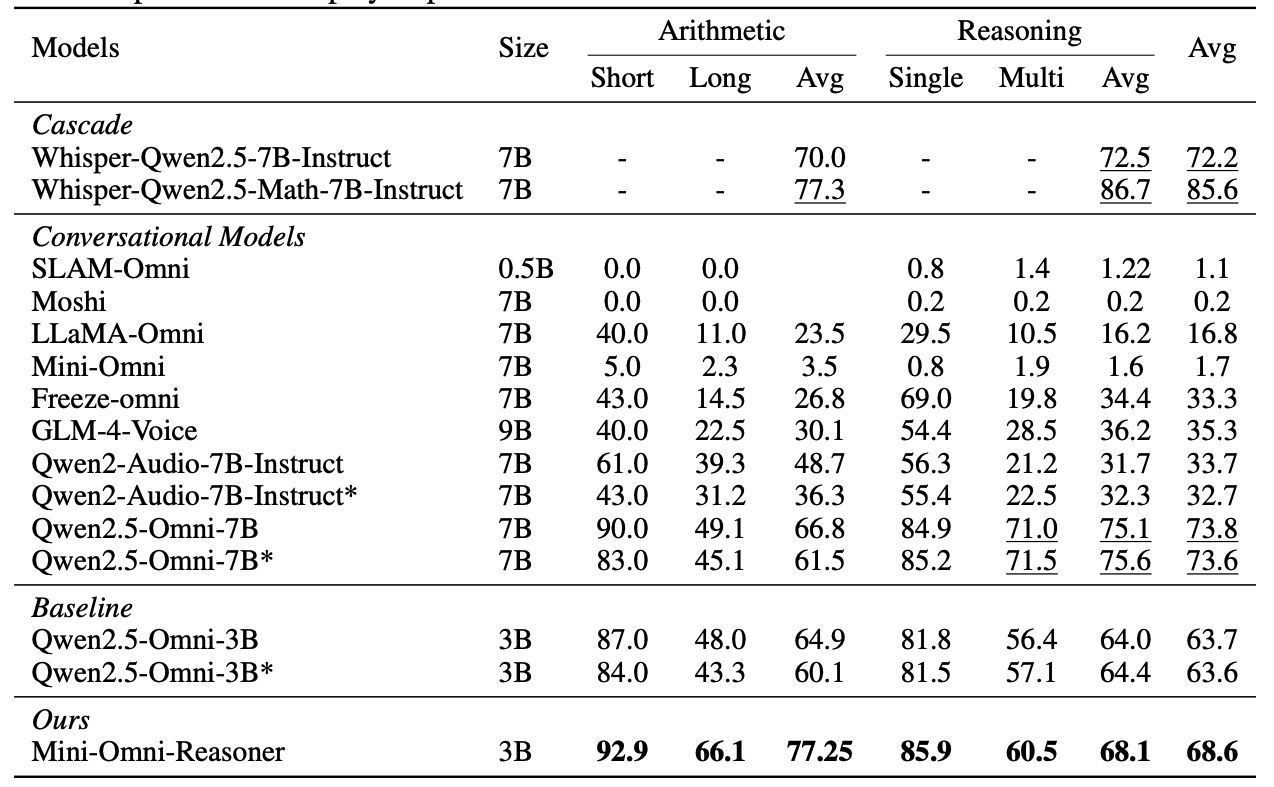 Models Size Arithmetic Reasoning Avg
Short Long Avg Single Multi Avg
Cascade
Whisper-Qwen2.5-7B-Instruct 7B - - 70.0 - - 72.5 72.2
Whisper-Qwen2.5-Math-7B-Instruct 7B - - 77.3 - - 86.7 85.6
Conversational Models
SLAM-Omni 0.5B 0.0 0.0 0.8 1.4 1.22 1.1
Moshi 7B 0.0 0.0 0.2 0.2 0.2 0.2
LLaMA-Omni 7B 40.0 11.0 23.5 29.5 10.5 16.2 16.8
Mini-Omni 7B 5.0 2.3 3.5 0.8 1.9 1.6 1.7
Freeze-omni 7B 43.0 14.5 26.8 69.0 19.8 34.4 33.3
GLM-4-Voice 9B 40.0 22.5 30.1 54.4 28.5 36.2 35.3
Qwen2-Audio-7B-Instruct 7B 61.0 39.3 48.7 56.3 21.2 31.7 33.7
Qwen2-Audio-7B-Instruct* 7B 43.0 31.2 36.3 55.4 22.5 32.3 32.7
Qwen2.5-Omni-7B 7B 90.0 49.1 66.8 84.9 71.0 75.1 73.8
Qwen2.5-Omni-7B* 7B 83.0 45.1 61.5 85.2 71.5 75.6 73.6
Baseline
Qwen2.5-Omni-3B 3B 87.0 48.0 64.9 81.8 56.4 64.0 63.7
Qwen2.5-Omni-3B* 3B 84.0 43.3 60.1 81.5 57.1 64.4 63.6
Ours
Mini-Omni-Reasoner 3B 92.9 66.1 77.25 85.9 60.5 68.1 68.6